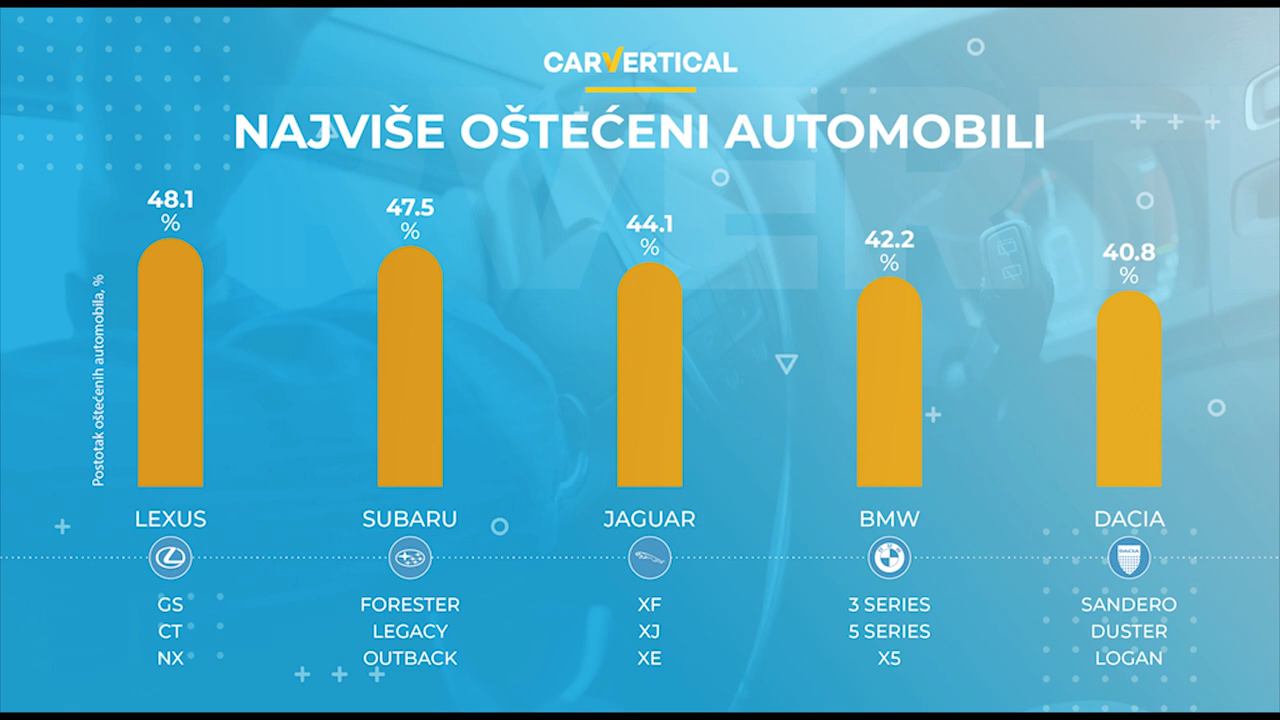 CARVERTICAL
NAJVIŠE OŠTEĆENI AUTOMOBILI
48.1
%
47.5
%
44.1
%
42.2
%
40.8
%
Postotak oštećenih automobila, %
LEXUS
SUBARU
JAGUAR
BMW
DACIA
DACIA
GS
CT
NX
FORESTER
LEGACY
OUTBACK
XF
XJ
XE
3 SERIES
5 SERIES
X5
SANDERO
DUSTER
LOGAN